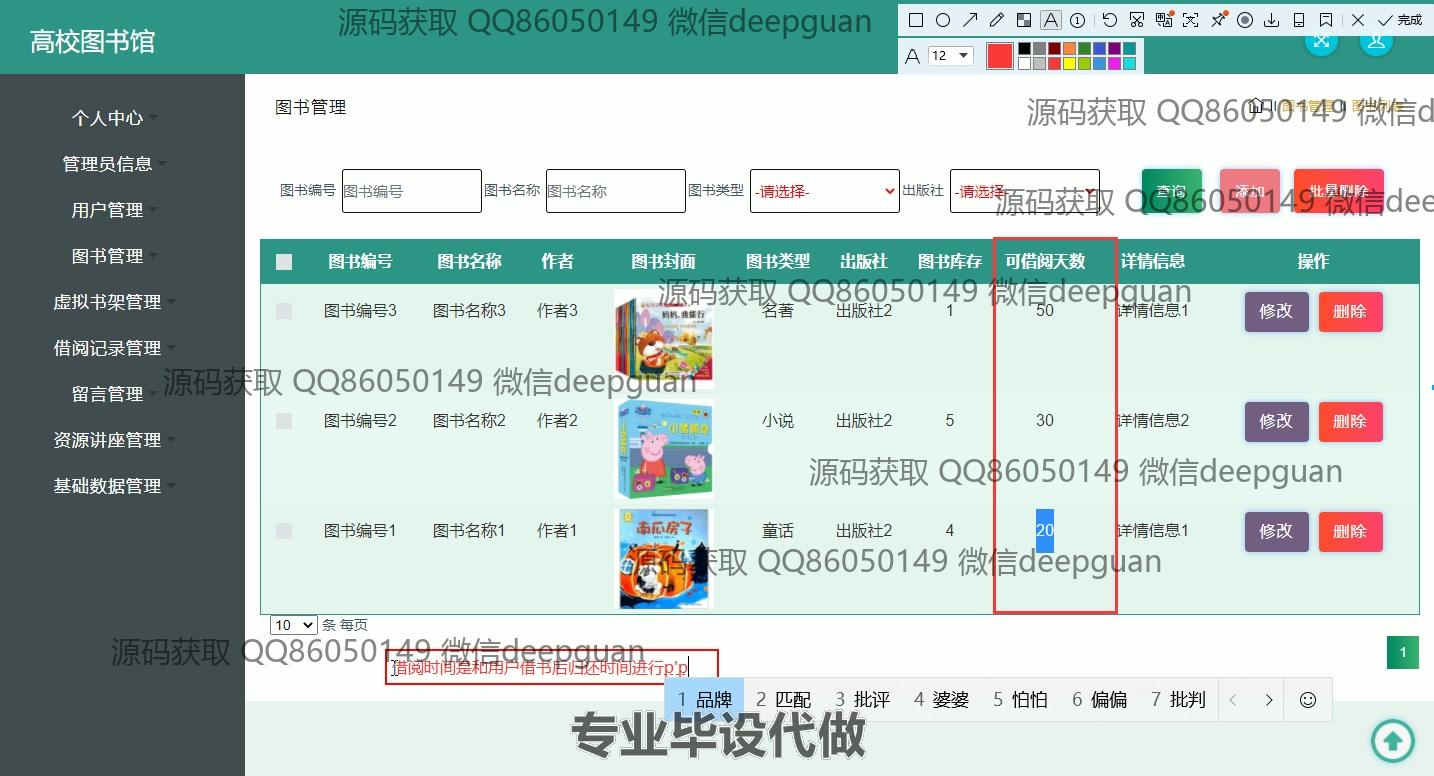 源码获取 QQ86050149 微信deepguan
高校图书馆
完成
A 12
个人中心
管理员信息
用户管理
图书管理
虚拟书架管理
借阅记录管理
留言管理
资源讲座管理
基础数据管理
图书管理
源码获取 QQ86050149 微信d
图书编号 图书编号 图书名称 图书名称 图书类型 -请选择- 出版社 -请选择- 查询 添加 批量删除
源码获取 QQ86050149 微信dee
图书编号 图书名称 作者 图书封面 图书类型 出版社 图书库存 可借阅天数 详情信息 操作
源码获取 QQ86050149 微信deepguan
图书编号3 图书名称3 作者3 名著 出版社2 1 50 详情信息1 修改 删除
妈妈,我能行
源码获取 QQ86050149 微信deepguan
图书编号2 图书名称2 作者2 小说 出版社2 5 30 详情信息2 修改 删除
源码获取 QQ86050149 微信deepguan
图书编号1 图书名称1 作者1 童话 出版社2 4 20 详情信息1 修改 删除
南瓜房子
源码获取 QQ86050149 微信deepguan
10 条 每页
源码获取 QQ86050149 微信deepguan
1
借阅时间是和用户借书后归还时间进行p'p
1 品牌 2 匹配 3 批评 4 婆婆 5 怕怕 6 偏偏 7 批判
专业毕设代做